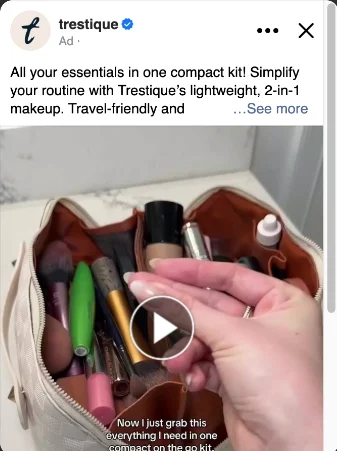 trestique
Ad ·
All your essentials in one compact kit! Simplify
your routine with Trestique's lightweight, 2-in-1
makeup. Travel-friendly and …See more
Now I just grab this
everything I need in one
compact on the go kit.